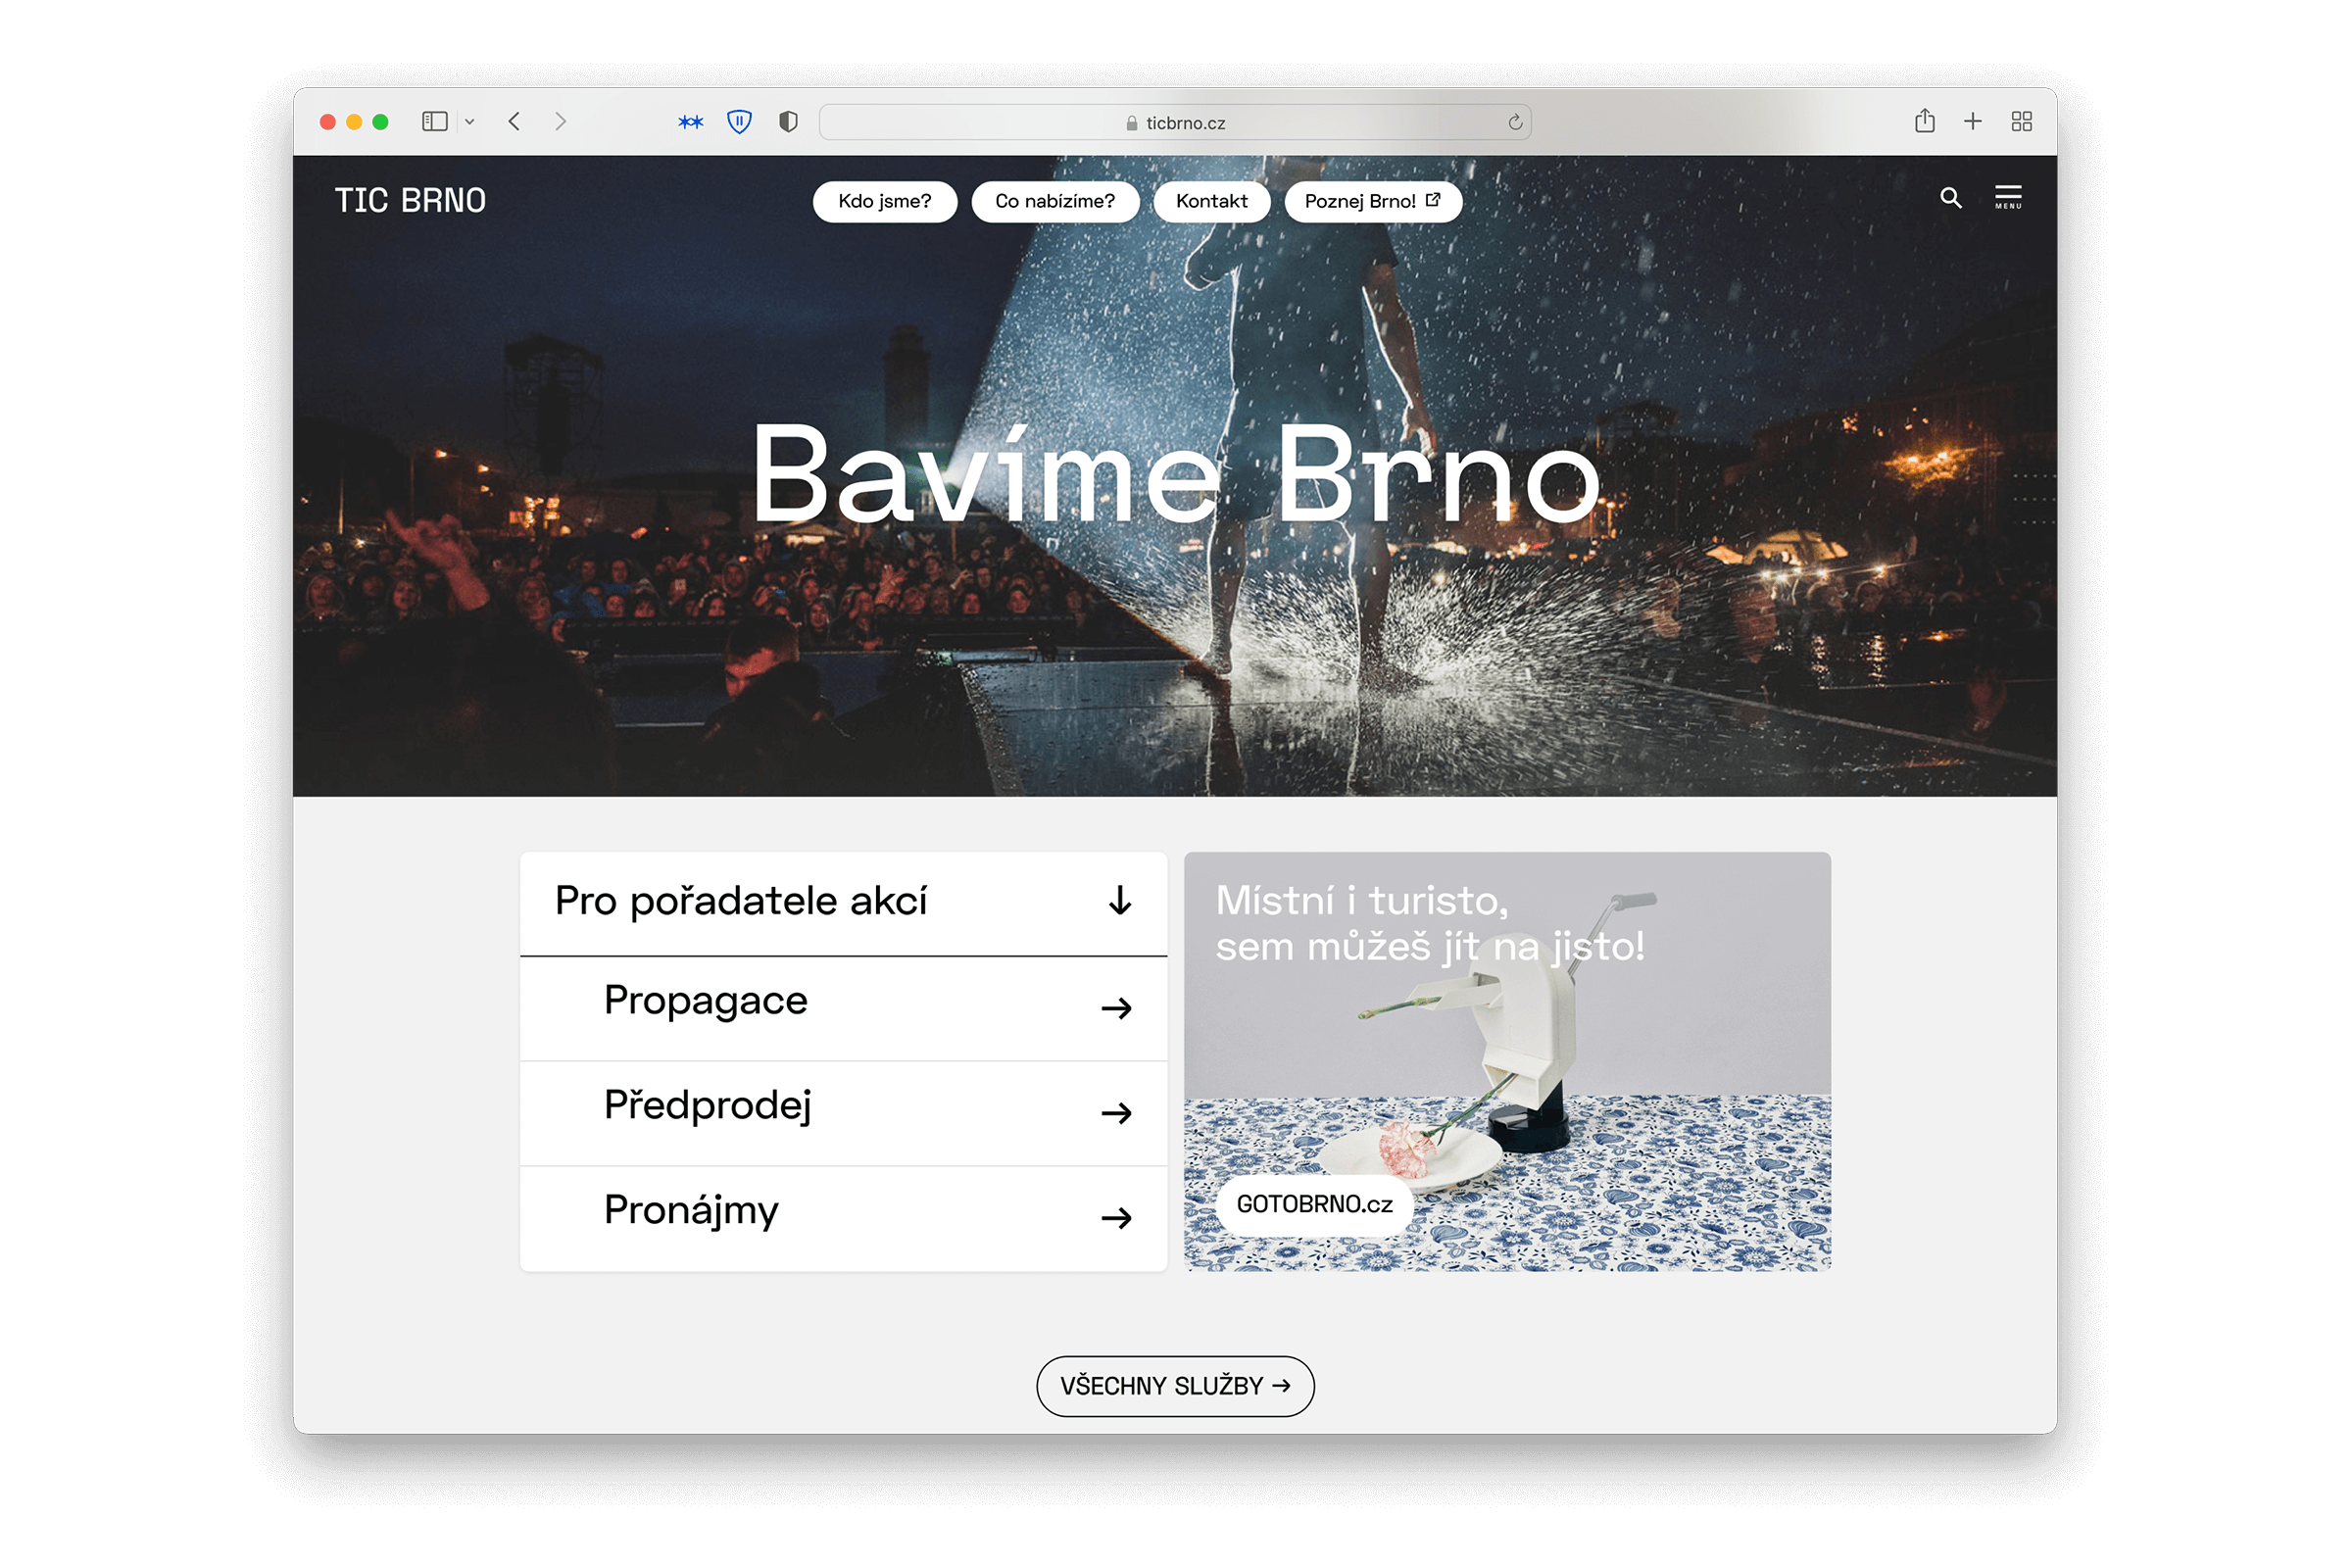 ticbrno.cz
TIC BRNO
Kdo jsme?
Co nabízíme?
Kontakt
Poznej Brno!
MENU
Bavíme Brno
Pro pořadatele akcí
Propagace
Předprodej
Pronájmy
Místní i turisto,
sem můžeš jít na jisto!
GOTOBRNO.cz
VŠECHNY SLUŽBY →